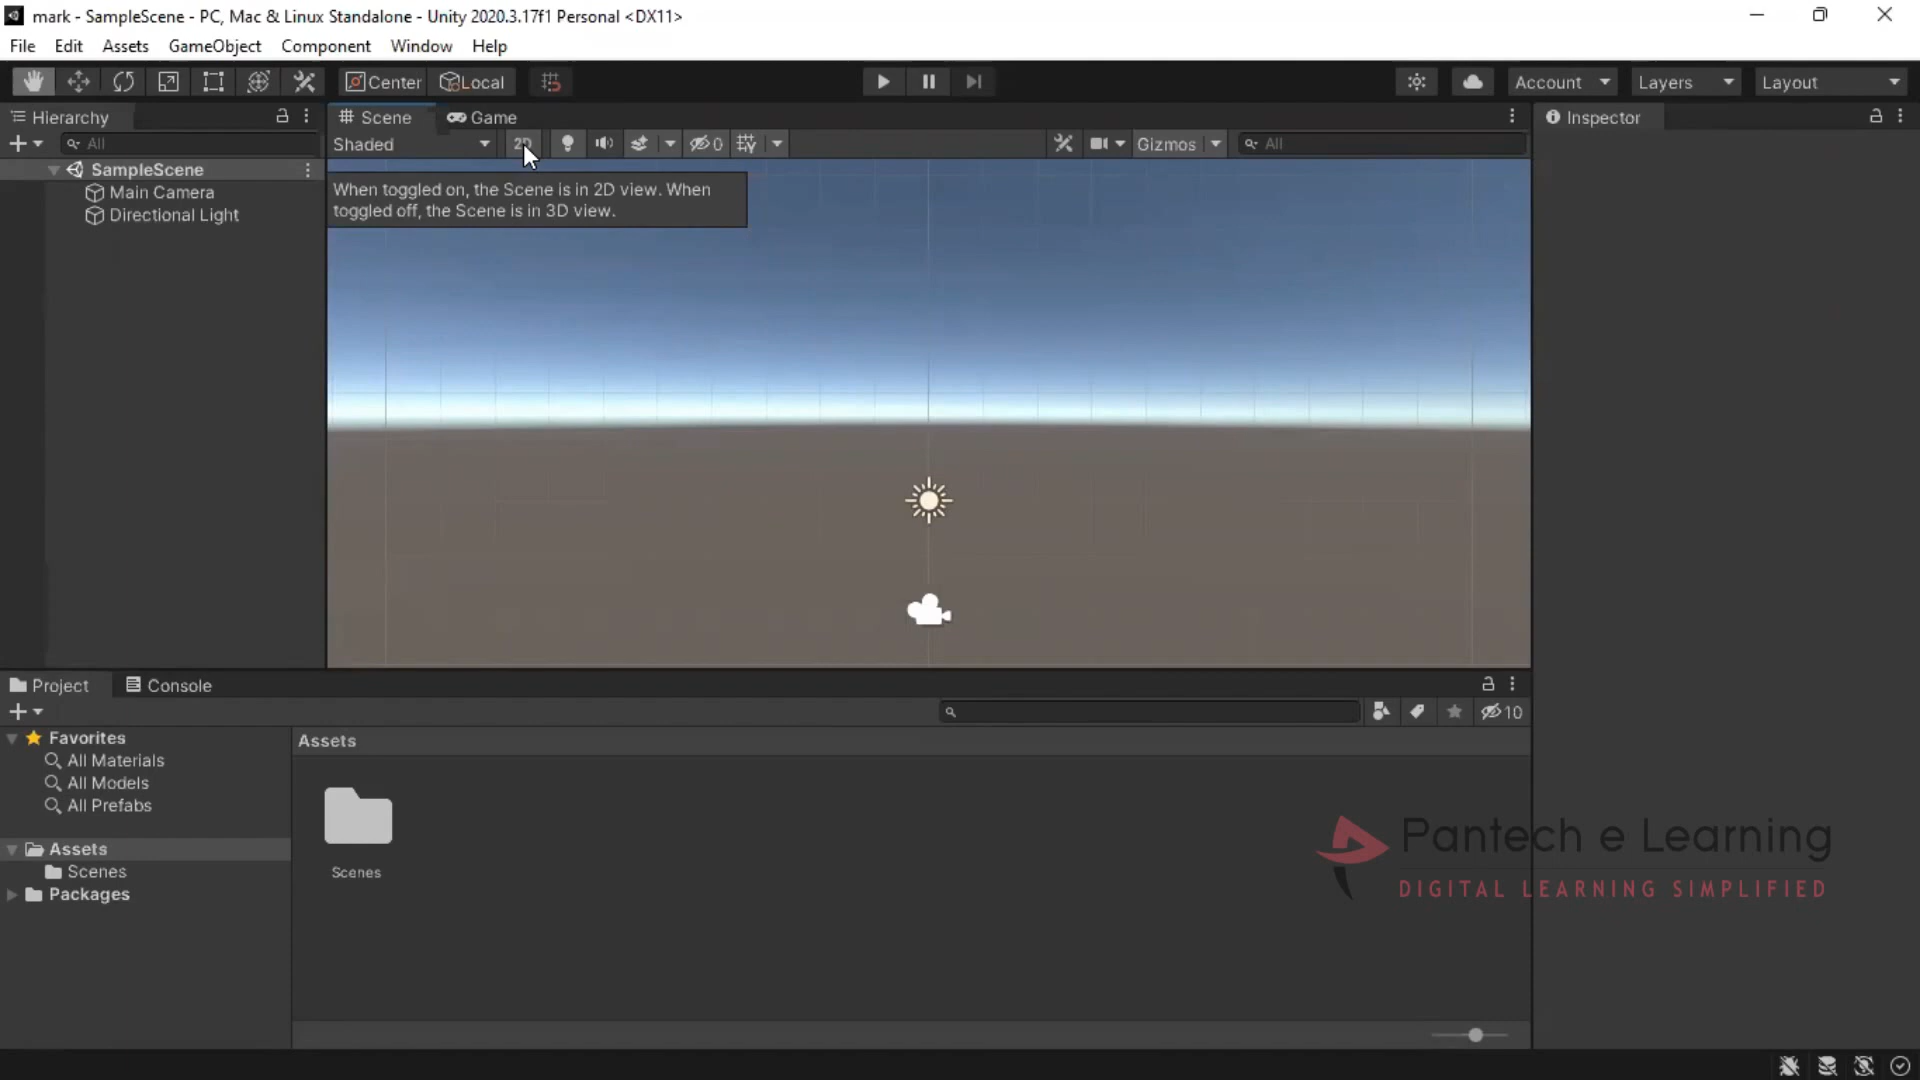 mark - SampleScene - PC, Mac & Linux Standalone - Unity 2020.3.17f1 Personal <DX11>
File Edit Assets GameObject Component Window Help
Center Local Account Layers Layout
Hierarchy Scene Game Inspector
All Shaded 2D 0 Gizmos All
SampleScene
Main Camera
Directional Light
When toggled on, the Scene is in 2D view. When
toggled off, the Scene is in 3D view.
Project Console
10
Favorites
All Materials
All Models
All Prefabs
Assets
Scenes
Packages
Assets
Scenes
Pantech e Learning
DIGITAL LEARNING SIMPLIFIED